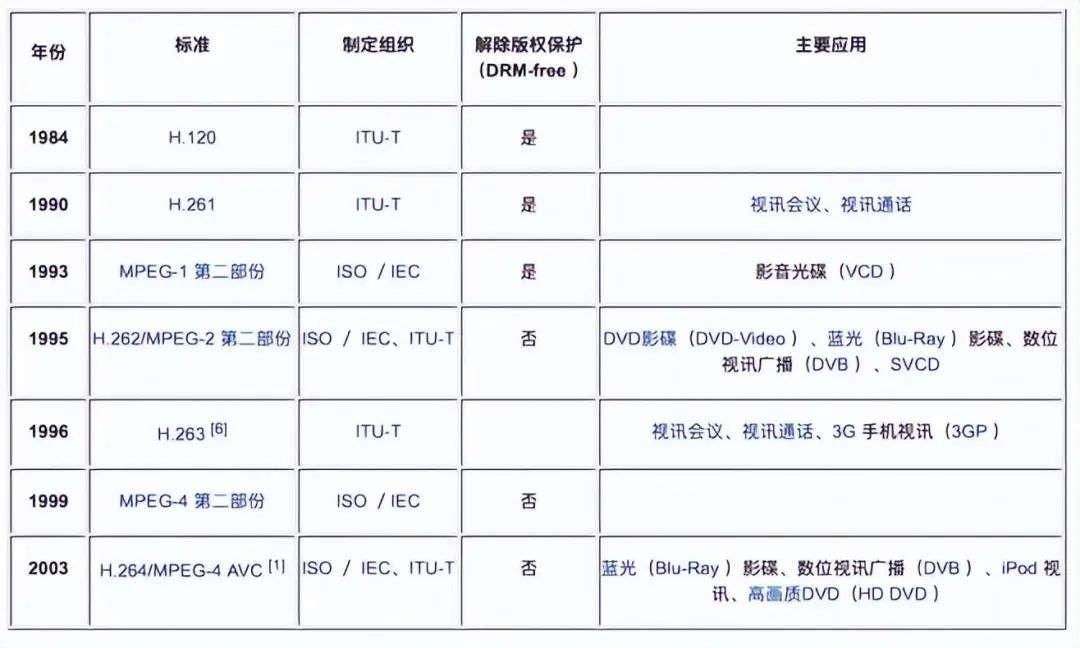 年份 标准 制定组织 解除版权保护 主要应用
（DRM-free ）
1984 H.120 ITU-T 是
1990 H.261 ITU-T 是 视讯会议、视讯通话
1993 MPEG-1 第二部份 ISO / IEC 是 影音光碟（VCD ）
1995 H.262/MPEG-2 第二部份 ISO / IEC、ITU-T 否 DVD影碟（DVD-Video ）、蓝光（Blu-Ray ）影碟、数位
视讯广播（DVB ）、SVCD
1996 H.263 [6] ITU-T 视讯会议、视讯通话、3G 手机视讯（3GP ）
1999 MPEG-4 第二部份 ISO / IEC 否
2003 H.264/MPEG-4 AVC [1] ISO / IEC、ITU-T 否 蓝光（Blu-Ray ）影碟、数位视讯广播（DVB ）、iPod 视
讯、高画质DVD（HD DVD ）